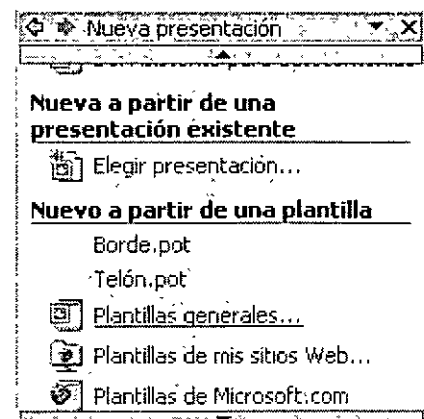 Nueva presentación
Nueva a partir de una
presentación existente
Elegir presentación...
Nuevo a partir de una plantilla
Borde.pot
Telón.pot
Plantillas generales...
Plantillas de mis sitios Web...
Plantillas de Microsoft.com